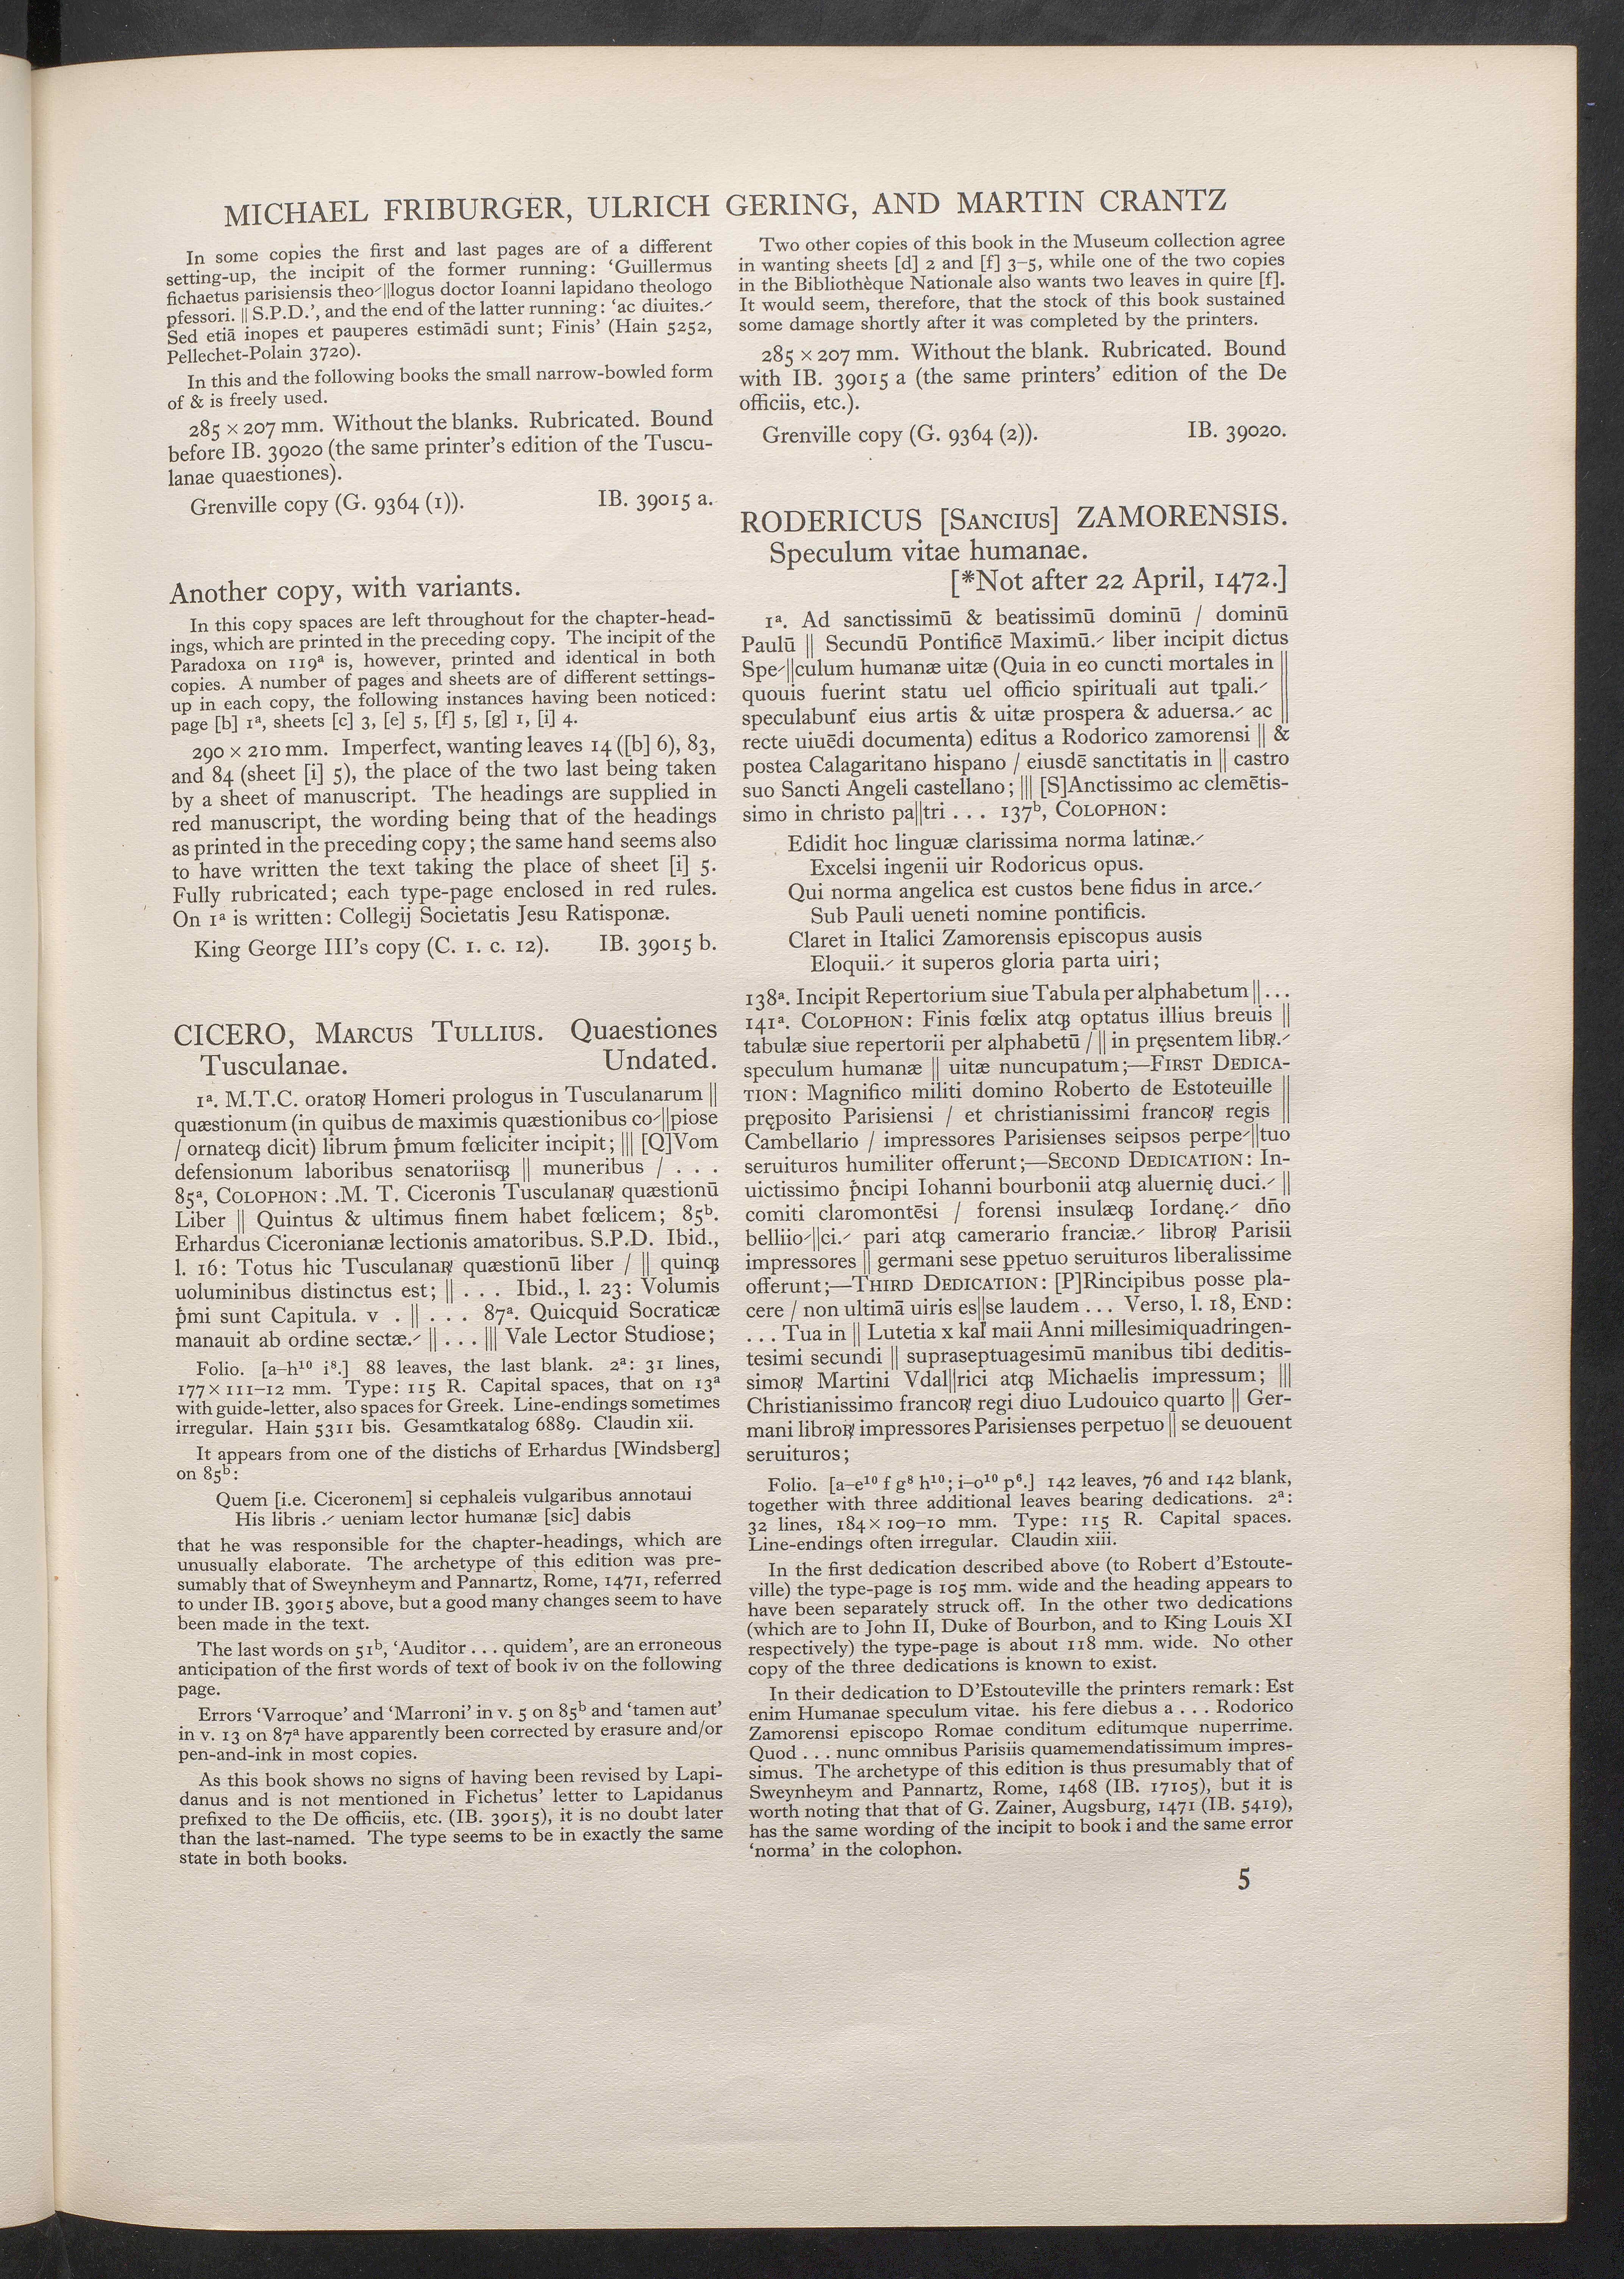 MICHAEL FRIBURGER, ULRICH GERING, AND MARTIN CRANTZ
In some copies the first and last pages are of a different
setting-up, the incipit of the former running: ‘Guillermus
fichaetus parisiensis theo⸝||logus doctor Ioanni lapidano theologo
ꝓfessori. || S.P.D.’, and the end of the latter running: ‘ac diuites.⸝
Sed etiā inopes et pauperes estimādi sunt; Finis’ (Hain 5252,
Pellechet-Polain 3720).
In this and the following books the small narrow-bowled form
of & is freely used.
285 × 207 mm. Without the blanks. Rubricated. Bound
before IB. 39020 (the same printer’s edition of the Tuscu-
lanae quaestiones).
Grenville copy (G. 9364 (1)). IB. 39015 a.
Another copy, with variants.
In this copy spaces are left throughout for the chapter-head-
ings, which are printed in the preceding copy. The incipit of the
Paradoxa on 119ᵃ is, however, printed and identical in both
copies. A number of pages and sheets are of different settings-
up in each copy, the following instances having been noticed:
page [b] 1ᵃ, sheets [c] 3, [e] 5, [f] 5, [g] 1, [i] 4.
290 × 210 mm. Imperfect, wanting leaves 14 ([b] 6), 83,
and 84 (sheet [i] 5), the place of the two last being taken
by a sheet of manuscript. The headings are supplied in
red manuscript, the wording being that of the headings
as printed in the preceding copy; the same hand seems also
to have written the text taking the place of sheet [i] 5.
Fully rubricated; each type-page enclosed in red rules.
On 1ᵃ is written: Collegij Societatis Jesu Ratisponæ.
King George III’s copy (C. 1. c. 12). IB. 39015 b.
CICERO, MARCUS TULLIUS. Quaestiones
Tusculanae. Undated.
1ᵃ. M.T.C. oratoꝝ Homeri prologus in Tusculanarum ||
quæstionum (in quibus de maximis quæstionibus co⸝||piose
/ ornateqꝫ dicit) librum ṗmum fœliciter incipit; ||| [Q]Vom
defensionum laboribus senatoriisqꝫ || muneribus / . . .
85ᵃ, COLOPHON: .M. T. Ciceronis Tusculanaꝝ quæstionū
Liber || Quintus & ultimus finem habet fœlicem; 85ᵇ.
Erhardus Ciceronianæ lectionis amatoribus. S.P.D. Ibid.,
l. 16: Totus hic Tusculanaꝝ quæstionū liber / || quinqꝫ
uoluminibus distinctus est; || . . . Ibid., l. 23: Volumis
ṗmi sunt Capitula. v . || . . . 87ᵃ. Quicquid Socraticæ
manauit ab ordine sectæ.⸝ || . . . ||| Vale Lector Studiose;
Folio. [a–h¹⁰ i⁸.] 88 leaves, the last blank. 2ᵃ: 31 lines,
177 × 111–12 mm. Type: 115 R. Capital spaces, that on 13ᵃ
with guide-letter, also spaces for Greek. Line-endings sometimes
irregular. Hain 5311 bis. Gesamtkatalog 6889. Claudin xii.
It appears from one of the distichs of Erhardus [Windsberg]
on 85ᵇ:
Quem [i.e. Ciceronem] si cephaleis vulgaribus annotaui
His libris .⸝ ueniam lector humanæ [sic] dabis
that he was responsible for the chapter-headings, which are
unusually elaborate. The archetype of this edition was pre-
sumably that of Sweynheym and Pannartz, Rome, 1471, referred
to under IB. 39015 above, but a good many changes seem to have
been made in the text.
The last words on 51ᵇ, ‘Auditor . . . quidem’, are an erroneous
anticipation of the first words of text of book iv on the following
page.
Errors ‘Varroque’ and ‘Marroni’ in v. 5 on 85ᵇ and ‘tamen aut’
in v. 13 on 87ᵃ have apparently been corrected by erasure and/or
pen-and-ink in most copies.
As this book shows no signs of having been revised by Lapi-
danus and is not mentioned in Fichetus’ letter to Lapidanus
prefixed to the De officiis, etc. (IB. 39015), it is no doubt later
than the last-named. The type seems to be in exactly the same
state in both books.
Two other copies of this book in the Museum collection agree
in wanting sheets [d] 2 and [f] 3–5, while one of the two copies
in the Bibliothèque Nationale also wants two leaves in quire [f].
It would seem, therefore, that the stock of this book sustained
some damage shortly after it was completed by the printers.
285 × 207 mm. Without the blank. Rubricated. Bound
with IB. 39015 a (the same printers’ edition of the De
officiis, etc.).
Grenville copy (G. 9364 (2)). IB. 39020.
RODERICUS [SANCIUS] ZAMORENSIS.
Speculum vitae humanae.
[*Not after 22 April, 1472.]
1ᵃ. Ad sanctissimū & beatissimū dominū / dominū
Paulū || Secundū Pontificē Maximū.⸝ liber incipit dictus
Spe⸝||culum humanæ uitæ (Quia in eo cuncti mortales in ||
quouis fuerint statu uel officio spirituali aut tꝑali.⸝ ||
speculabunt᷑ eius artis & uitæ prospera & aduersa.⸝ ac ||
recte uiuēdi documenta) editus a Rodorico zamorensi || &
postea Calagaritano hispano / eiusdē sanctitatis in || castro
suo Sancti Angeli castellano; ||| [S]Anctissimo ac clemētis-
simo in christo pa||tri . . . 137ᵇ, COLOPHON:
Edidit hoc linguæ clarissima norma latinæ.⸝
Excelsi ingenii uir Rodoricus opus.
Qui norma angelica est custos bene fidus in arce.⸝
Sub Pauli ueneti nomine pontificis.
Claret in Italici Zamorensis episcopus ausis
Eloquii.⸝ it superos gloria parta uiri;
138ᵃ. Incipit Repertorium siue Tabula per alphabetum || . . .
141ᵃ. COLOPHON: Finis fœlix atqꝫ optatus illius breuis ||
tabulæ siue repertorii per alphabetū / || in pręsentem libꝝ.⸝
speculum humanæ || uitæ nuncupatum;—FIRST DEDICA-
TION: Magnifico militi domino Roberto de Estoteuille ||
pręposito Parisiensi / et christianissimi francoꝝ regis ||
Cambellario / impressores Parisienses seipsos perpe⸝||tuo
seruituros humiliter offerunt;—SECOND DEDICATION: In-
uictissimo ṗncipi Iohanni bourbonii atqꝫ aluernię duci.⸝ ||
comiti claromontēsi / forensi insulæqꝫ Iordanę.⸝ dn̄o
belliio⸝||ci.⸝ pari atqꝫ camerario franciæ.⸝ libroꝝ Parisii
impressores || germani sese ꝑpetuo seruituros liberalissime
offerunt;—THIRD DEDICATION: [P]Rincipibus posse pla-
cere / non ultimā uiris es||se laudem . . . Verso, l. 18, END:
. . . Tua in || Lutetia x kal̄ maii Anni millesimiquadringen-
tesimi secundi || supraseptuagesimū manibus tibi deditis-
simoꝝ Martini Vdal||rici atqꝫ Michaelis impressum; |||
Christianissimo francoꝝ regi diuo Ludouico quarto || Ger-
mani libroꝝ impressores Parisienses perpetuo || se deuouent
seruituros;
Folio. [a–e¹⁰ f g⁸ h¹⁰; i–o¹⁰ p⁶.] 142 leaves, 76 and 142 blank,
together with three additional leaves bearing dedications. 2ᵃ:
32 lines, 184 × 109–10 mm. Type: 115 R. Capital spaces.
Line-endings often irregular. Claudin xiii.
In the first dedication described above (to Robert d’Estoute-
ville) the type-page is 105 mm. wide and the heading appears to
have been separately struck off. In the other two dedications
(which are to John II, Duke of Bourbon, and to King Louis XI
respectively) the type-page is about 118 mm. wide. No other
copy of the three dedications is known to exist.
In their dedication to D’Estouteville the printers remark: Est
enim Humanae speculum vitae. his fere diebus a . . . Rodorico
Zamorensi episcopo Romae conditum editumque nuperrime.
Quod . . . nunc omnibus Parisiis quamemendatissimum impres-
simus. The archetype of this edition is thus presumably that of
Sweynheym and Pannartz, Rome, 1468 (IB. 17105), but it is
worth noting that that of G. Zainer, Augsburg, 1471 (IB. 5419),
has the same wording of the incipit to book i and the same error
‘norma’ in the colophon.
5